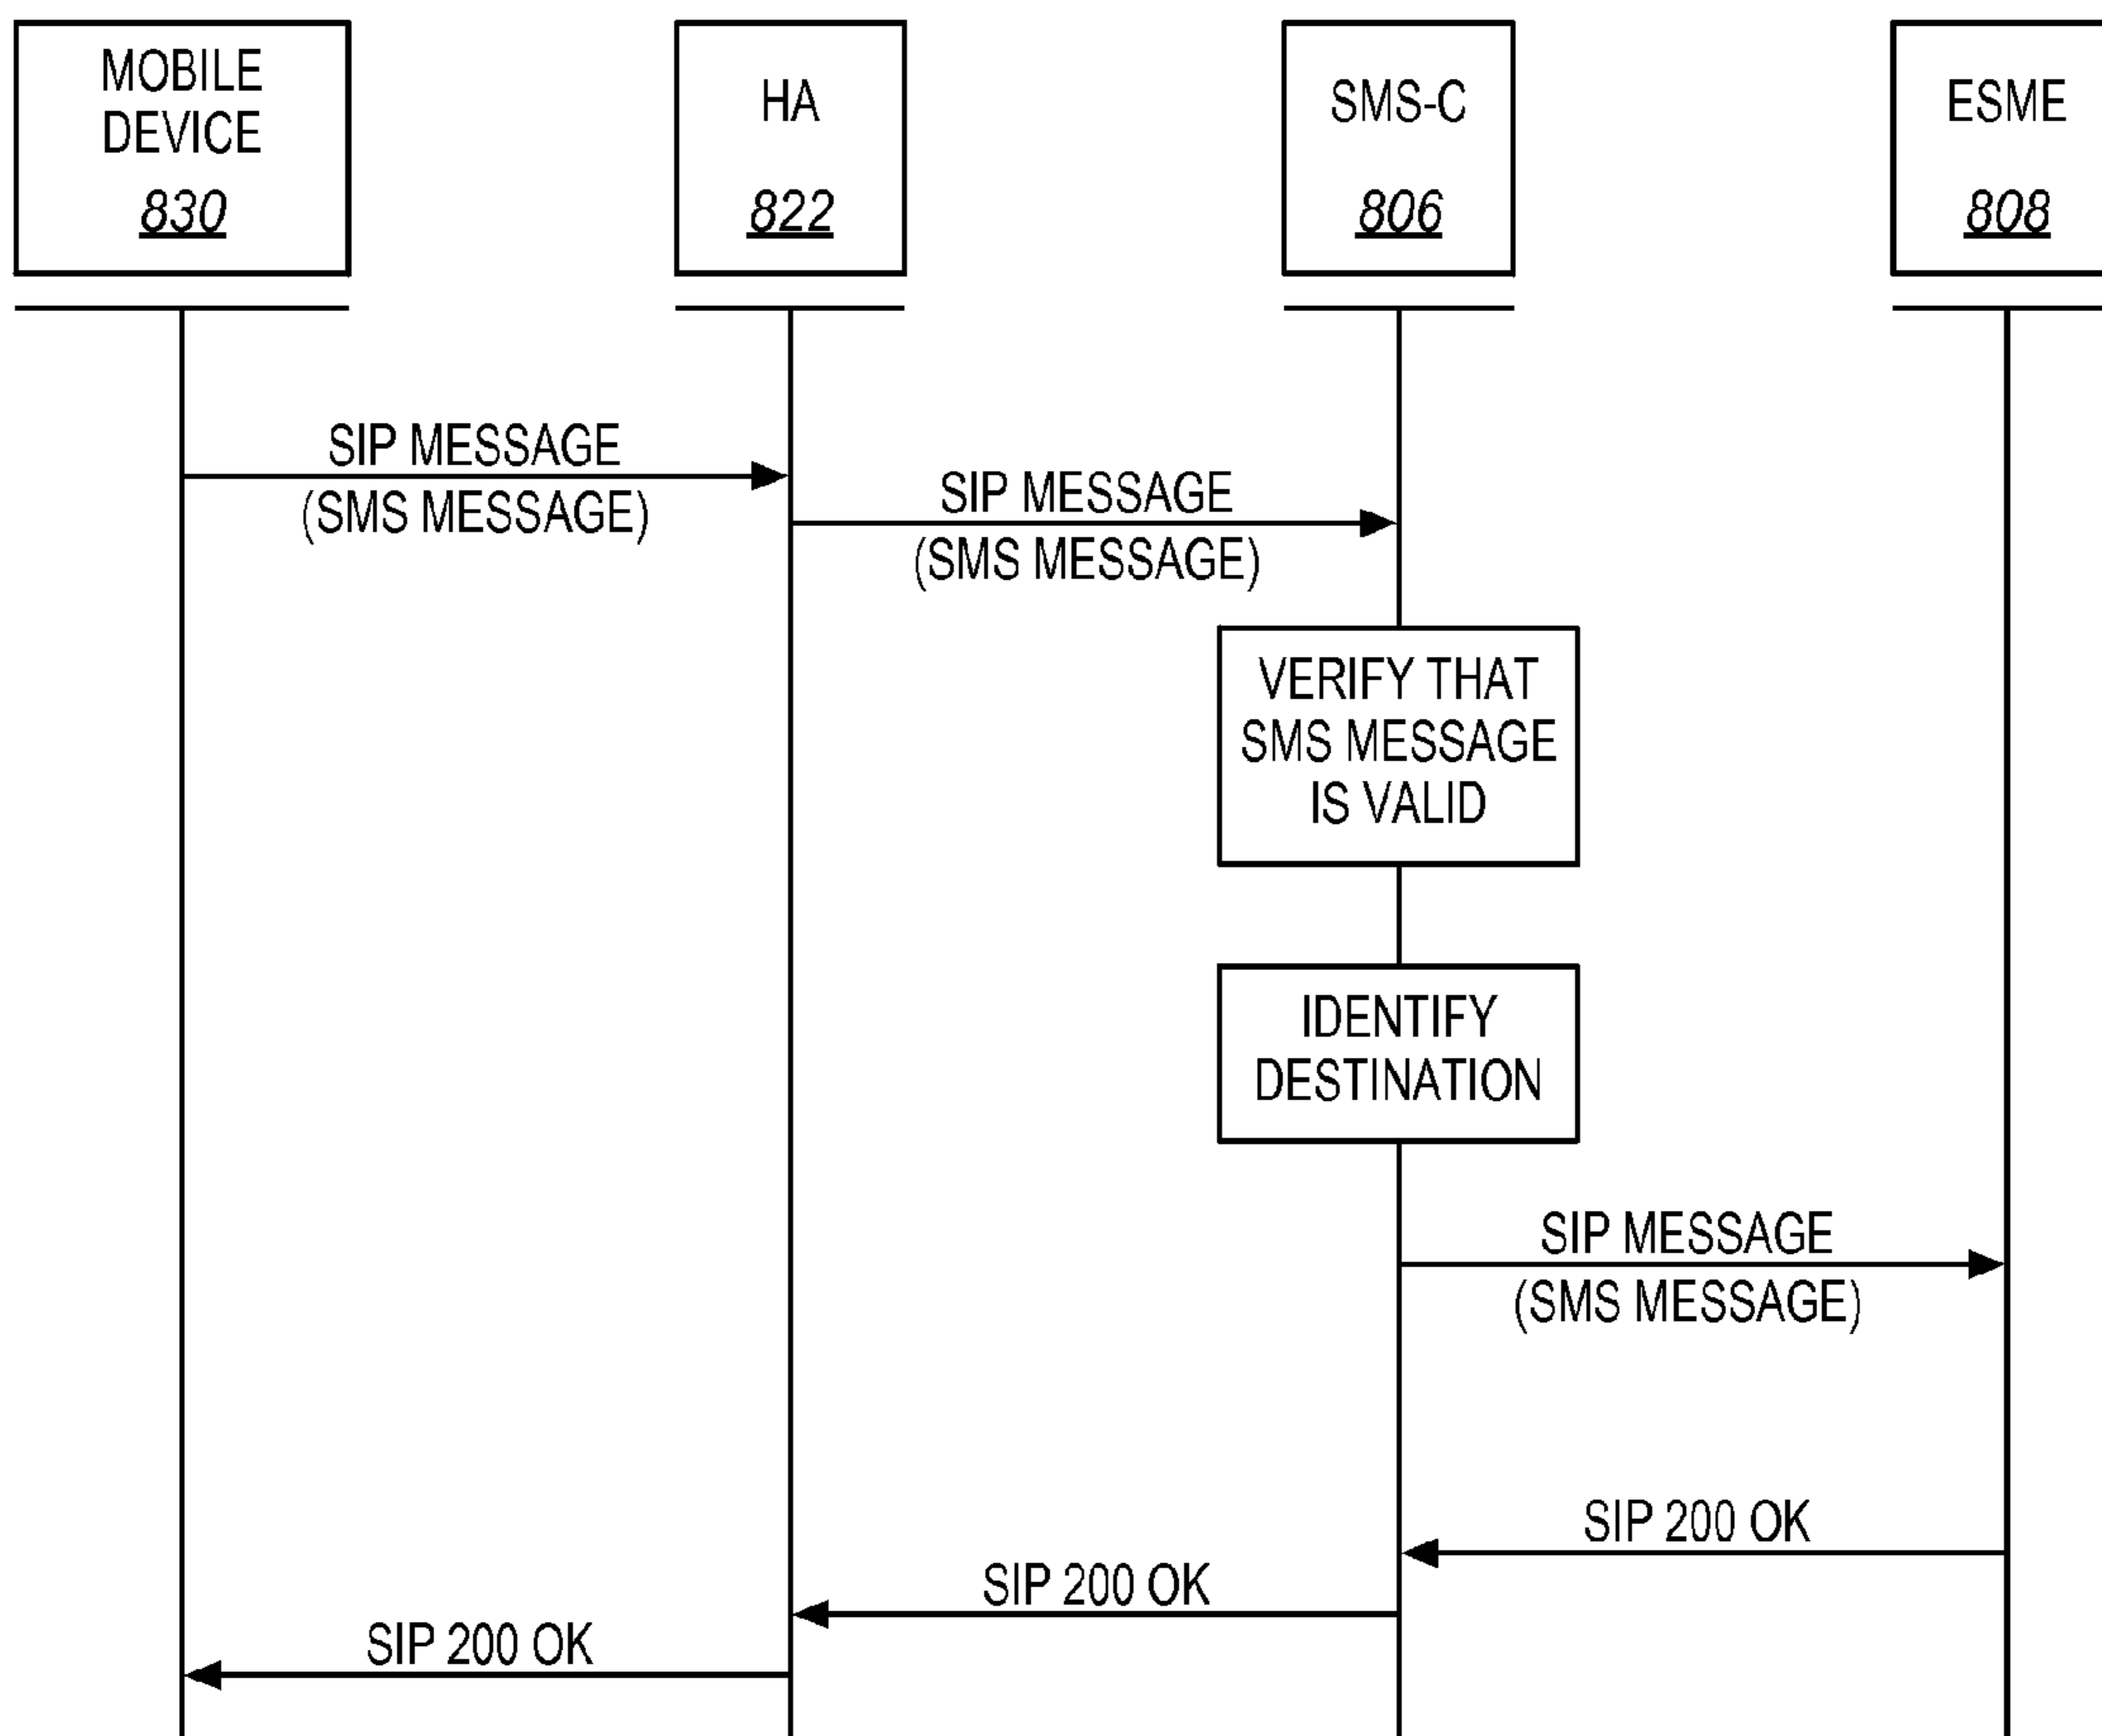 MOBILE
DEVICE
830
HA
822
SMS-C
806
ESME
808
SIP MESSAGE
(SMS MESSAGE)
SIP MESSAGE
(SMS MESSAGE)
VERIFY THAT
SMS MESSAGE
IS VALID
IDENTIFY
DESTINATION
SIP MESSAGE
(SMS MESSAGE)
SIP 200 OK
SIP 200 OK
SIP 200 OK